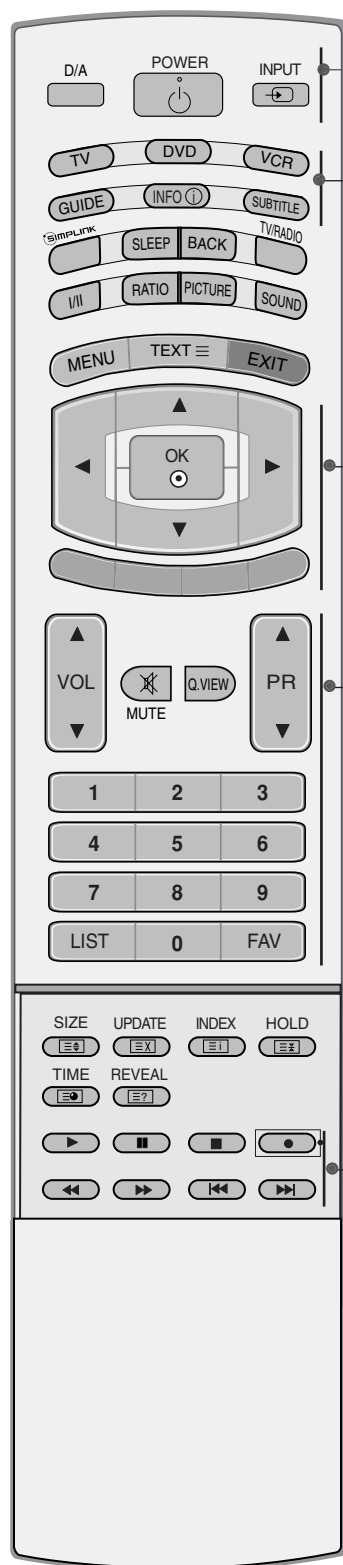 D/A POWER INPUT
TV DVD VCR
GUIDE INFO ⓘ SUBTITLE
SIMPLINK SLEEP BACK TV/RADIO
I/II RATIO PICTURE SOUND
MENU TEXT EXIT
OK
VOL Q.VIEW PR
MUTE
1 2 3
4 5 6
7 8 9
LIST 0 FAV
SIZE UPDATE INDEX HOLD
X i
TIME REVEAL
?